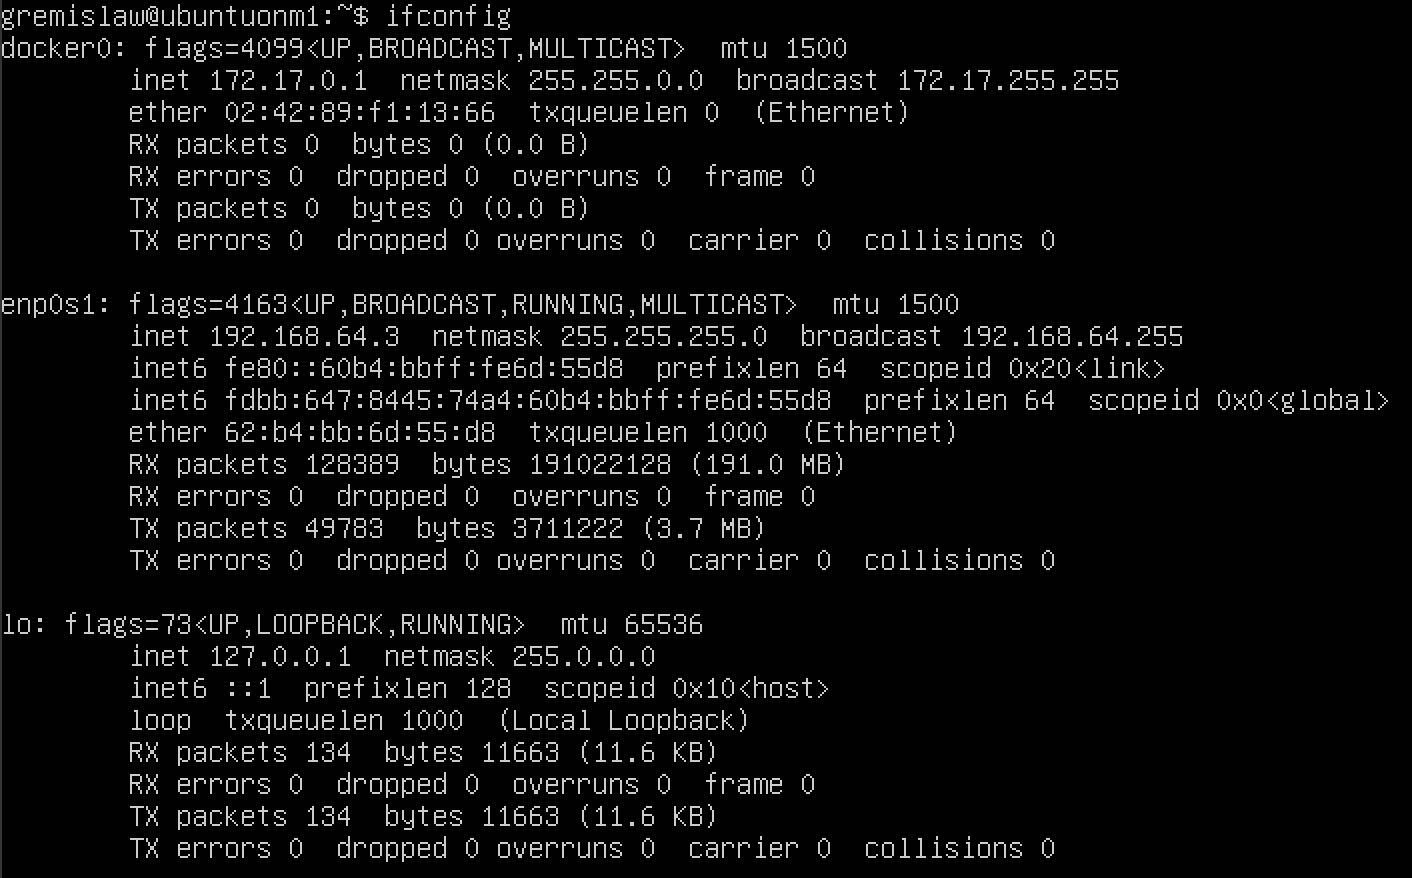 gremislaw@ubuntuonm1:~$ ifconfig
docker0: flags=4099<UP,BROADCAST,MULTICAST>  mtu 1500
        inet 172.17.0.1  netmask 255.255.0.0  broadcast 172.17.255.255
        ether 02:42:89:f1:13:66  txqueuelen 0  (Ethernet)
        RX packets 0  bytes 0 (0.0 B)
        RX errors 0  dropped 0  overruns 0  frame 0
        TX packets 0  bytes 0 (0.0 B)
        TX errors 0  dropped 0 overruns 0  carrier 0  collisions 0

enp0s1: flags=4163<UP,BROADCAST,RUNNING,MULTICAST>  mtu 1500
        inet 192.168.64.3  netmask 255.255.255.0  broadcast 192.168.64.255
        inet6 fe80::60b4:bbff:fe6d:55d8  prefixlen 64  scopeid 0x20<link>
        inet6 fdbb:647:8445:74a4:60b4:bbff:fe6d:55d8  prefixlen 64  scopeid 0x0<global>
        ether 62:b4:bb:6d:55:d8  txqueuelen 1000  (Ethernet)
        RX packets 128389  bytes 191022128 (191.0 MB)
        RX errors 0  dropped 0  overruns 0  frame 0
        TX packets 49783  bytes 3711222 (3.7 MB)
        TX errors 0  dropped 0 overruns 0  carrier 0  collisions 0

lo: flags=73<UP,LOOPBACK,RUNNING>  mtu 65536
        inet 127.0.0.1  netmask 255.0.0.0
        inet6 ::1  prefixlen 128  scopeid 0x10<host>
        loop  txqueuelen 1000  (Local Loopback)
        RX packets 134  bytes 11663 (11.6 KB)
        RX errors 0  dropped 0  overruns 0  frame 0
        TX packets 134  bytes 11663 (11.6 KB)
        TX errors 0  dropped 0 overruns 0  carrier 0  collisions 0